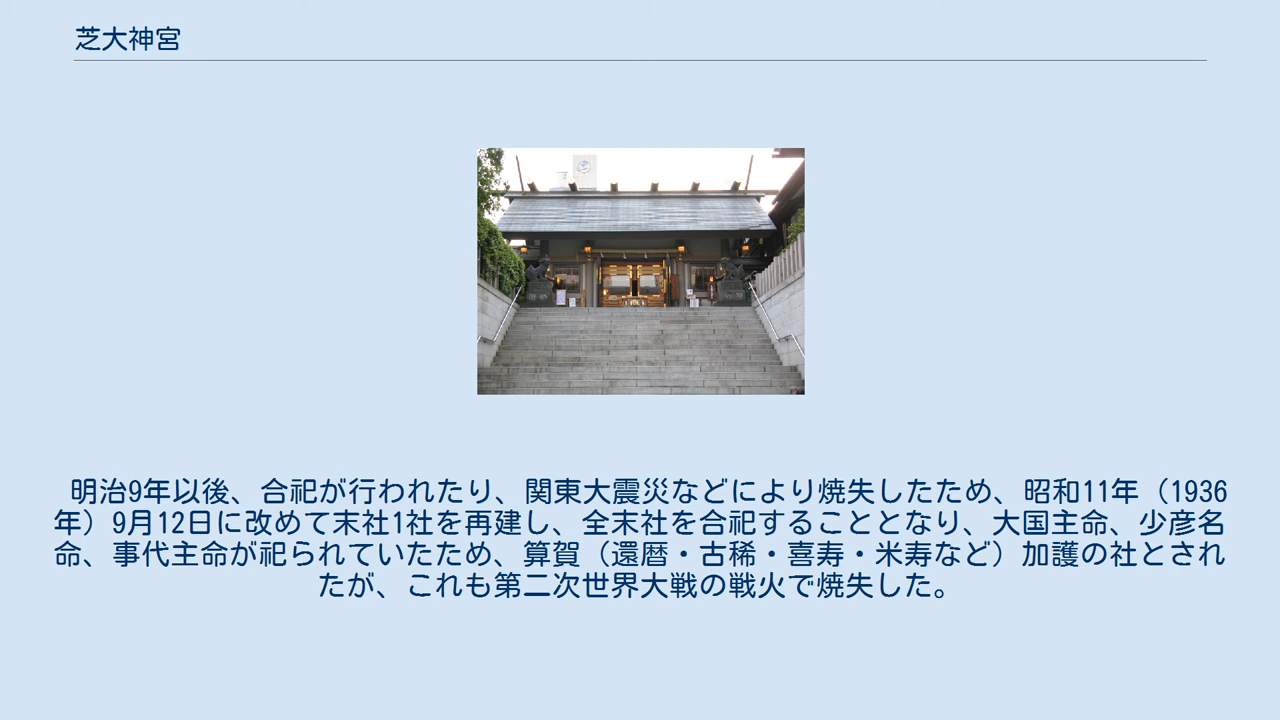 芝大神宮
明治9年以後、合祀が行われたり、関東大震災などにより焼失したため、昭和11年（1936
年）9月12日に改めて末社1社を再建し、全末社を合祀することとなり、大国主命、少彦名
命、事代主命が祀られていたため、算賀（還暦・古稀・喜寿・米寿など）加護の社とされ
たが、これも第二次世界大戦の戦火で焼失した。